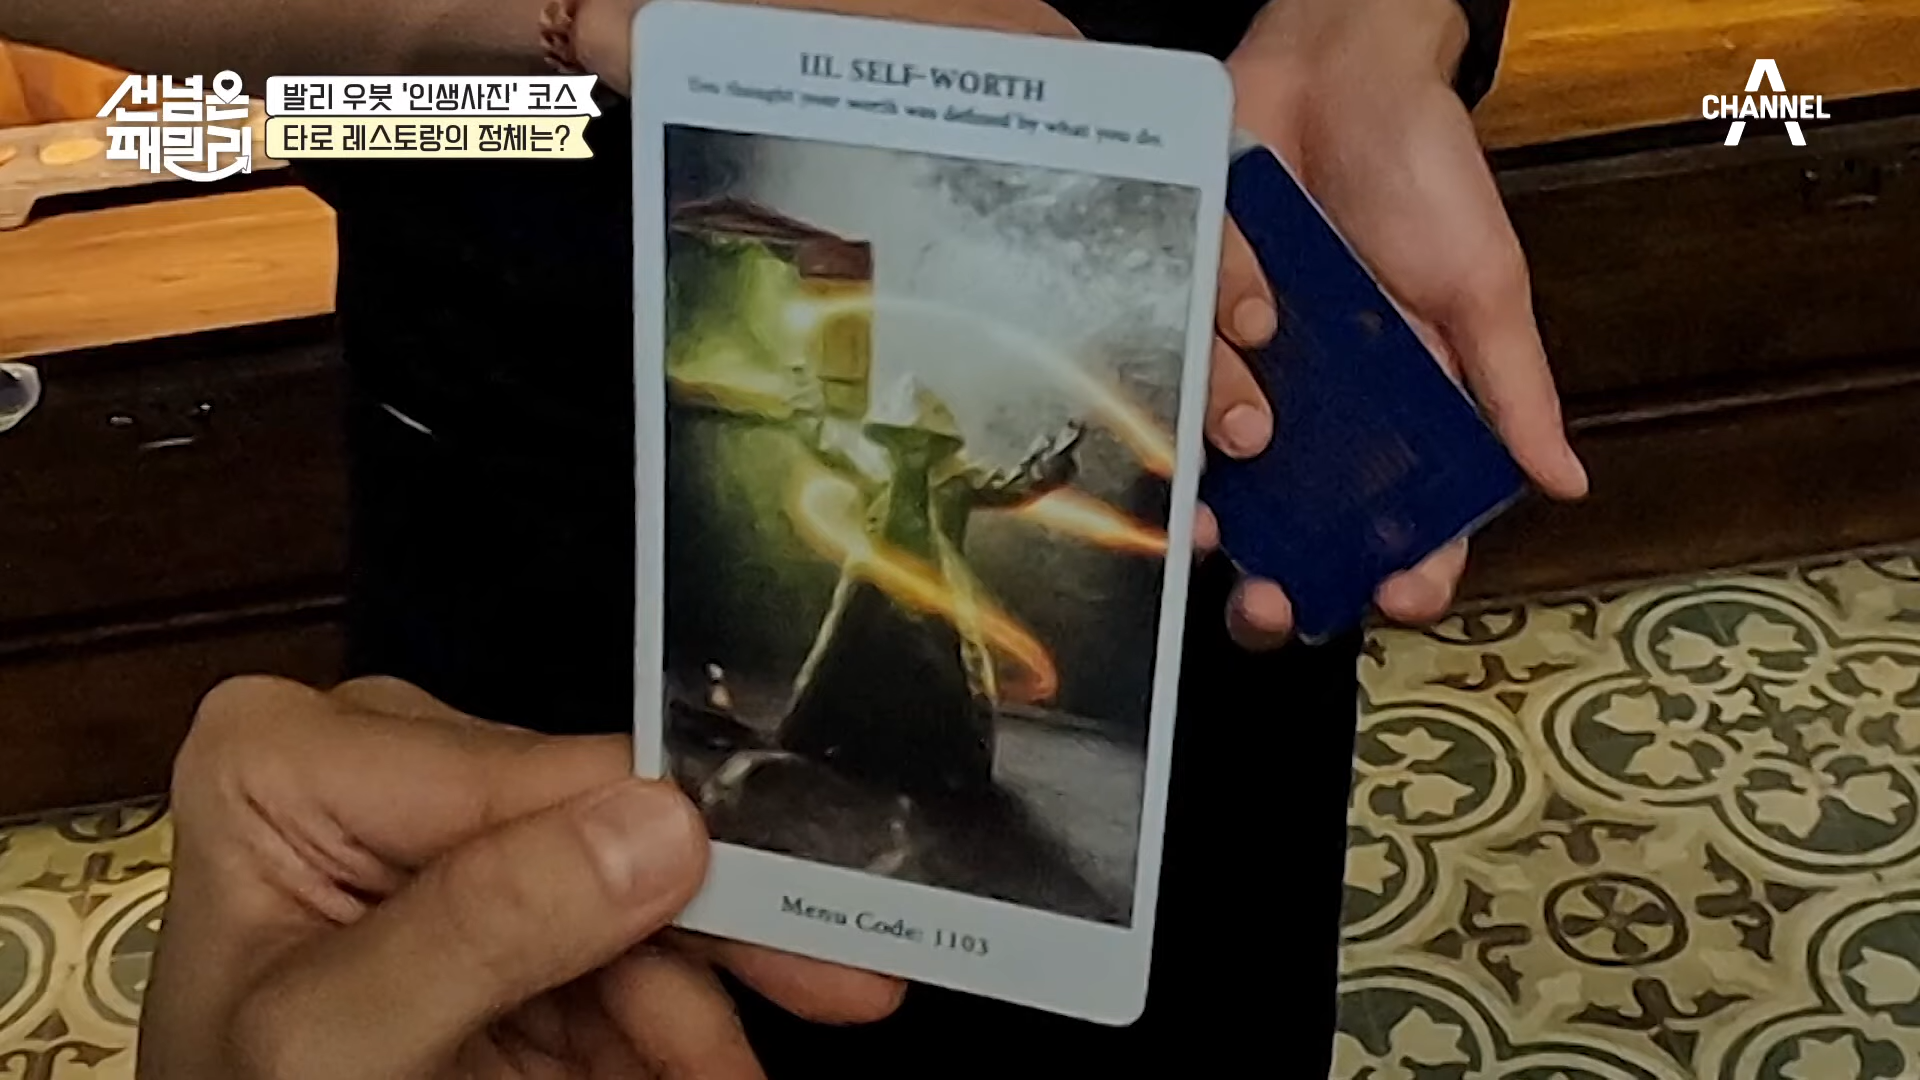 선넘은
패밀리
발리 우붓 '인생사진' 코스
타로 레스토랑의 정체는?
CHANNEL A
III. SELF-WORTH
You thought your worth was defined by what you do.
Menu Code: 1103